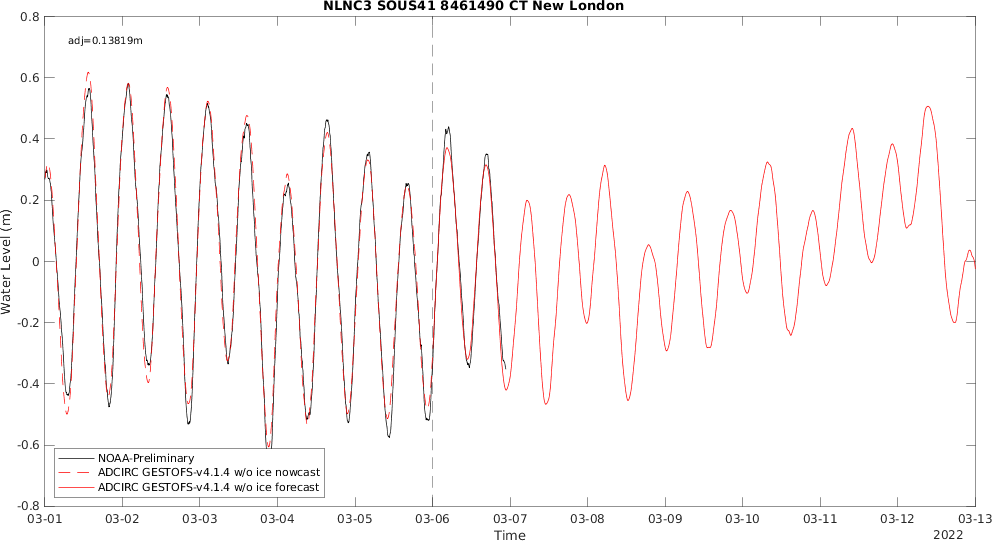 NLNC3 SOUS41 8461490 CT New London
adj=0.13819m
Water Level (m)
0.8
0.6
0.4
0.2
0
-0.2
-0.4
-0.6
-0.8
NOAA-Preliminary
ADCIRC GESTOFS-v4.1.4 w/o ice nowcast
ADCIRC GESTOFS-v4.1.4 w/o ice forecast
03-01 03-02 03-03 03-04 03-05 03-06 03-07 03-08 03-09 03-10 03-11 03-12 03-13
Time
2022